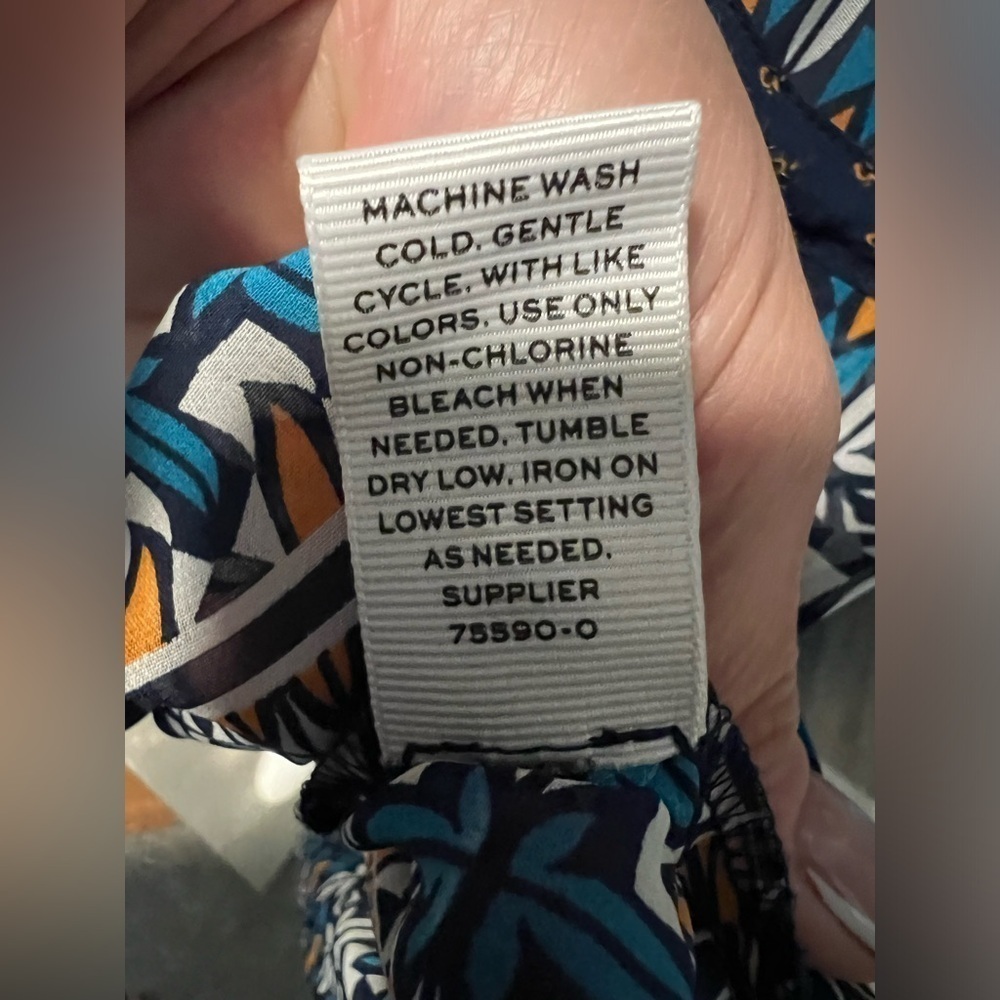 MACHINE WASH
COLD. GENTLE
CYCLE. WITH LIKE
COLORS. USE ONLY
NON-CHLORINE
BLEACH WHEN
NEEDED. TUMBLE
DRY LOW. IRON ON
LOWEST SETTING
AS NEEDED.
SUPPLIER
75590-0